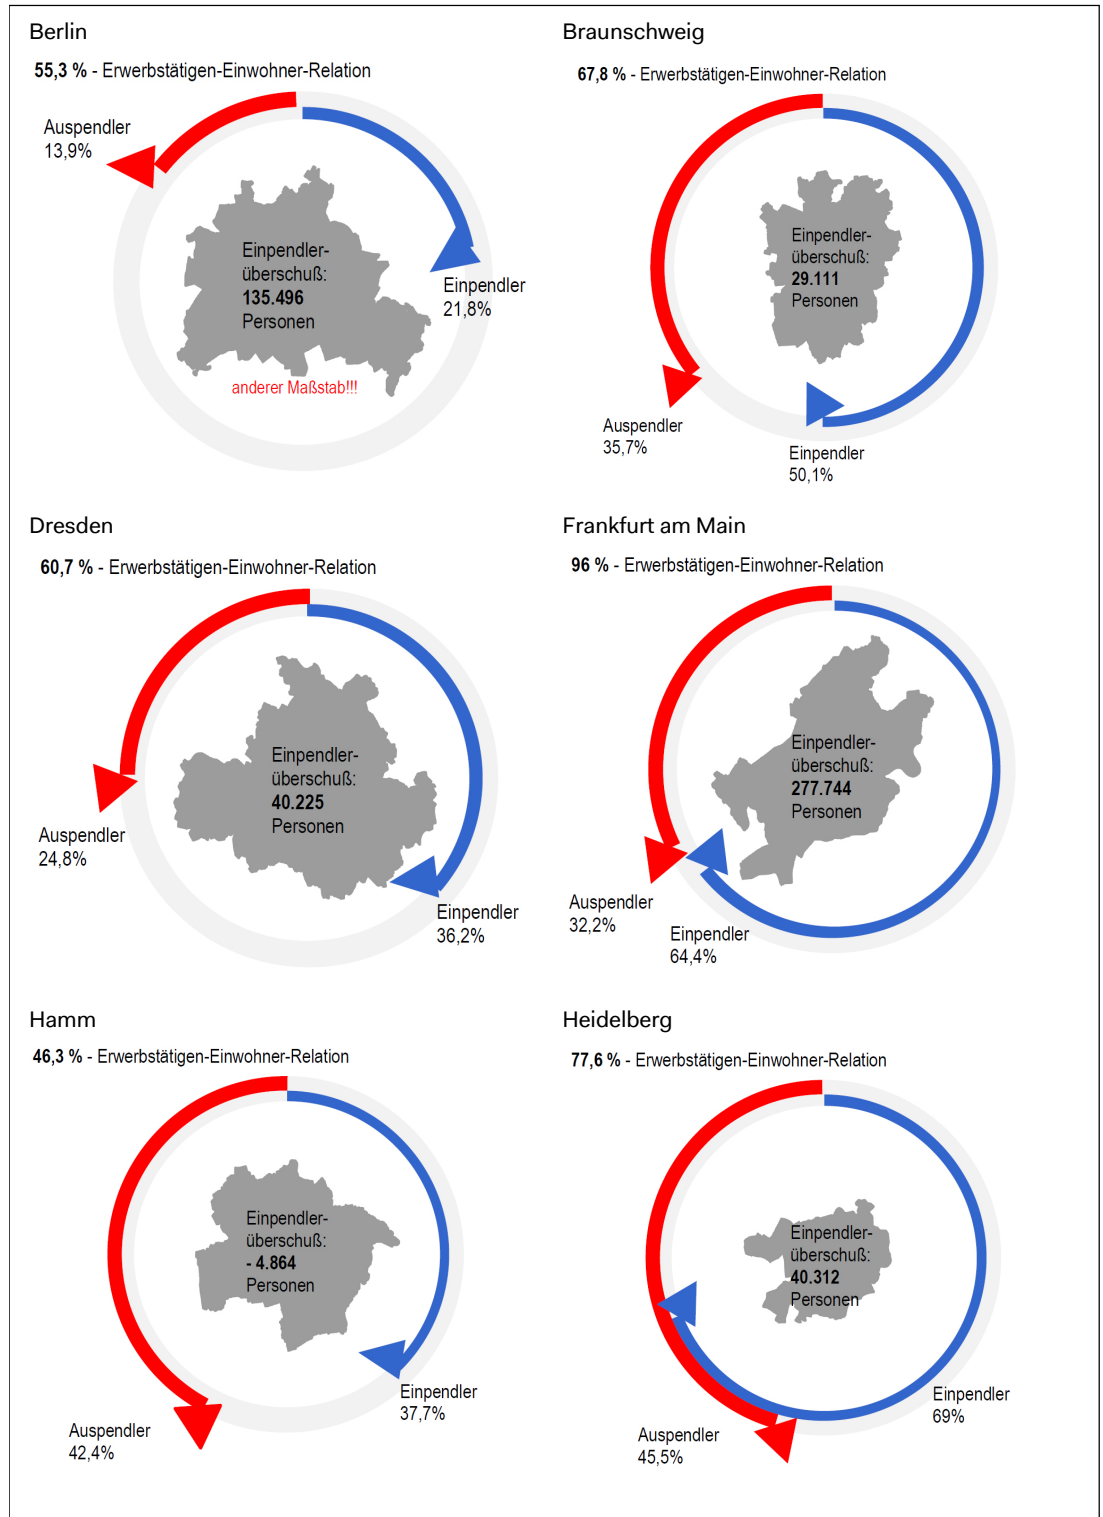 Berlin
55,3 % - Erwerbstätigen-Einwohner-Relation
Auspendler
13,9%
Einpendler-
überschuß:
135.496
Personen
Einpendler
21,8%
anderer Maßstab!!!
Braunschweig
67,8 % - Erwerbstätigen-Einwohner-Relation
Einpendler-
überschuß:
29.111
Personen
Auspendler
35,7%
Einpendler
50,1%
Dresden
60,7 % - Erwerbstätigen-Einwohner-Relation
Einpendler-
überschuß:
40.225
Personen
Auspendler
24,8%
Einpendler
36,2%
Frankfurt am Main
96 % - Erwerbstätigen-Einwohner-Relation
Einpendler-
überschuß:
277.744
Personen
Auspendler
32,2%
Einpendler
64,4%
Hamm
46,3 % - Erwerbstätigen-Einwohner-Relation
Einpendler-
überschuß:
- 4.864
Personen
Einpendler
37,7%
Auspendler
42,4%
Heidelberg
77,6 % - Erwerbstätigen-Einwohner-Relation
Einpendler-
überschuß:
40.312
Personen
Einpendler
69%
Auspendler
45,5%